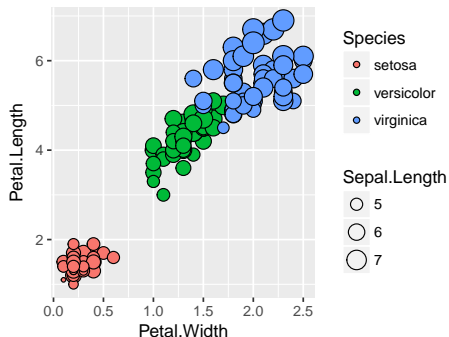 Petal.Length
6
4
2
0.0 0.5 1.0 1.5 2.0 2.5
Petal.Width
Species
setosa
versicolor
virginica
Sepal.Length
5
6
7